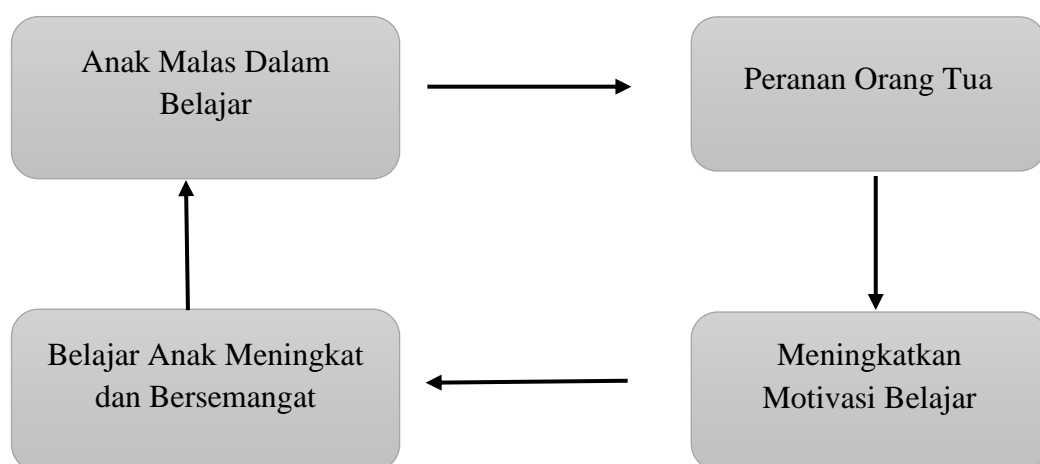 Anak Malas Dalam
Belajar
Peranan Orang Tua
Belajar Anak Meningkat
dan Bersemangat
Meningkatkan
Motivasi Belajar